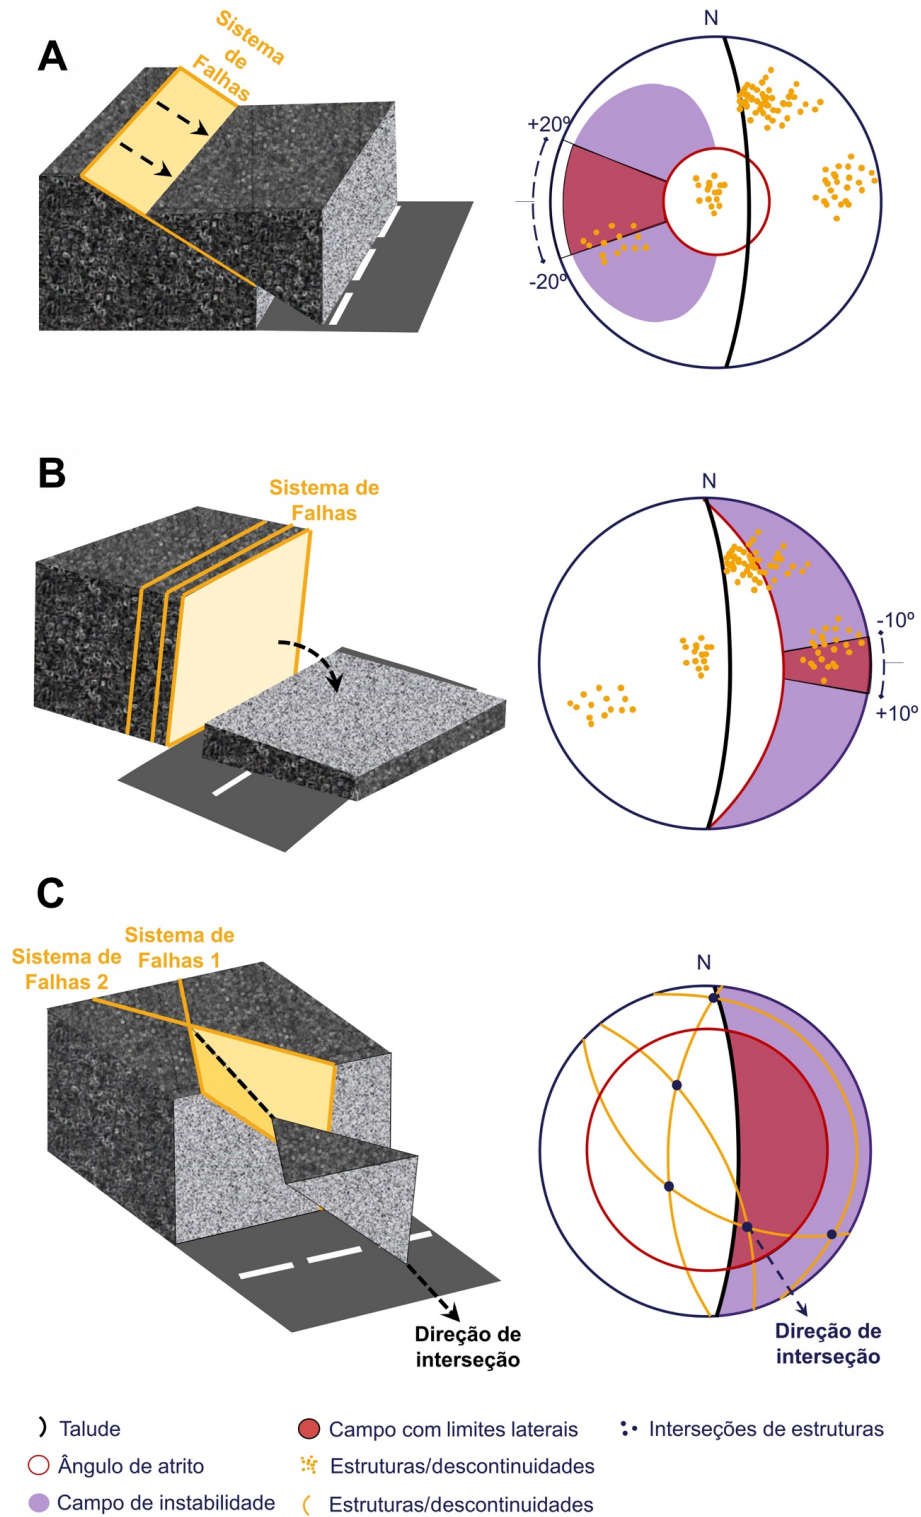 A
Sistema
de
Falhas
N
+20º
-20º
B
Sistema de
Falhas
N
-10º
+10º
C
Sistema de
Falhas 2
Sistema de
Falhas 1
N
Direção de
interseção
Direção de
interseção
Talude
Campo com limites laterais
Interseções de estruturas
Ângulo de atrito
Estruturas/descontinuidades
Campo de instabilidade
Estruturas/descontinuidades